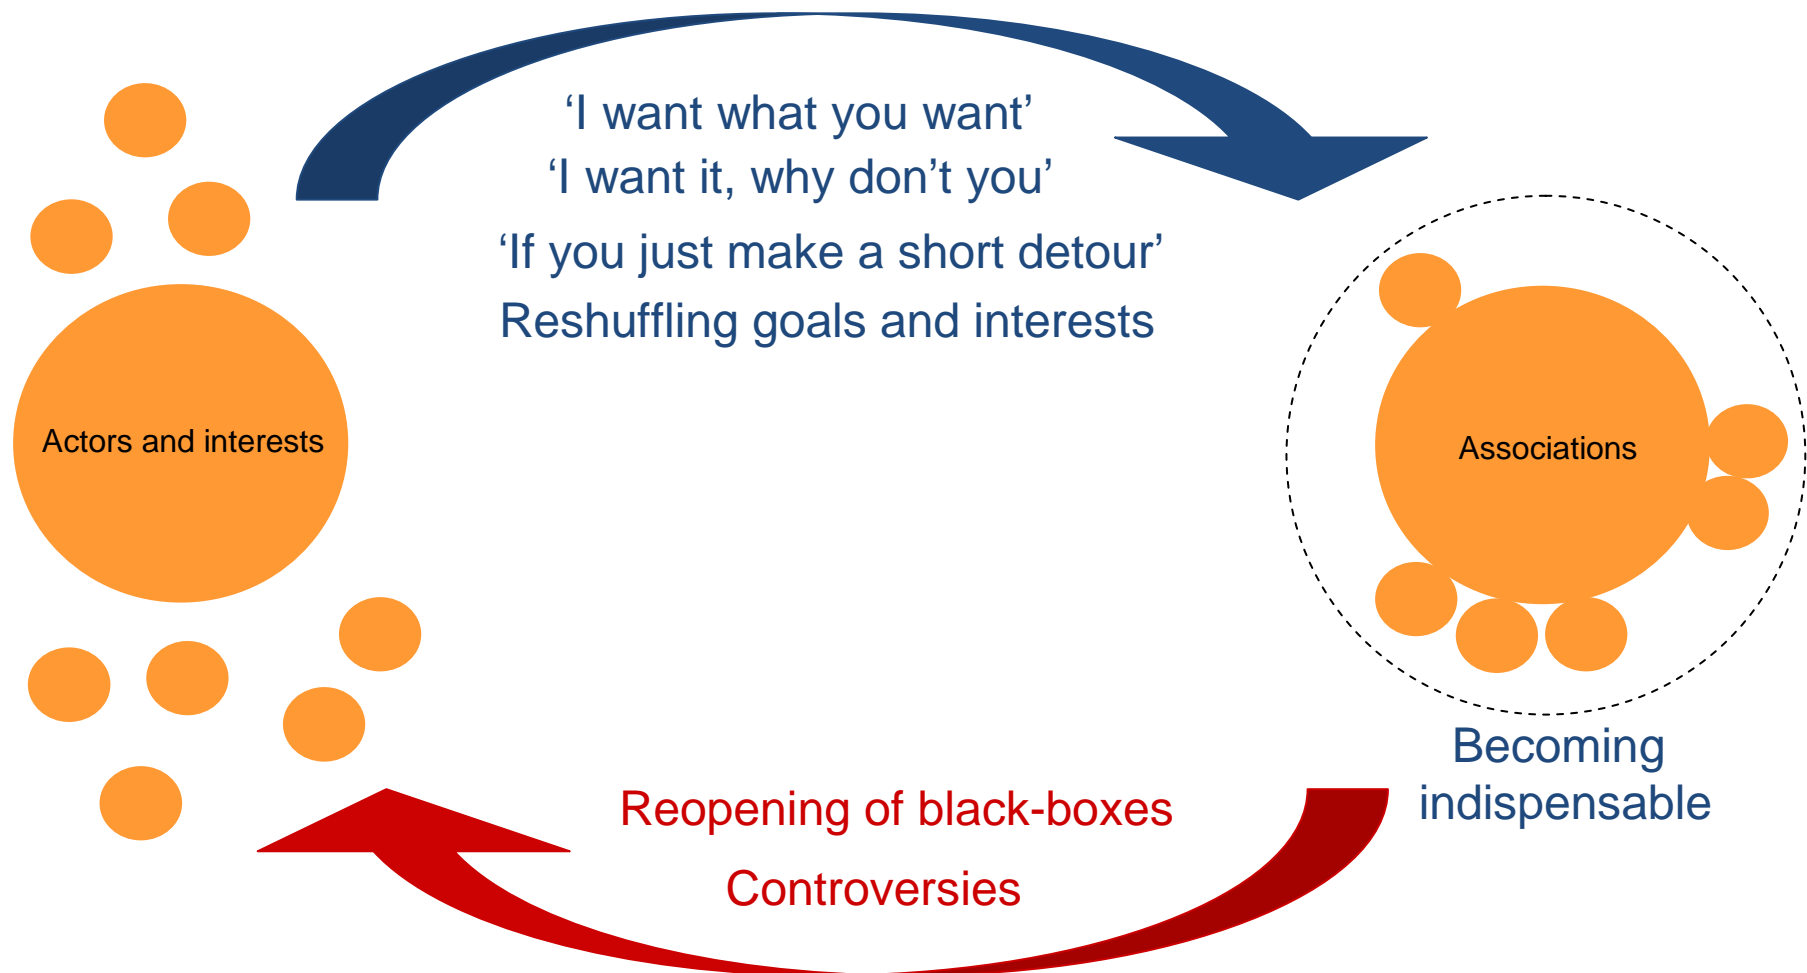 ‘I want what you want’
‘I want it, why don’t you’
‘If you just make a short detour’
Reshuffling goals and interests
Actors and interests
Associations
Becoming
indispensable
Reopening of black-boxes
Controversies